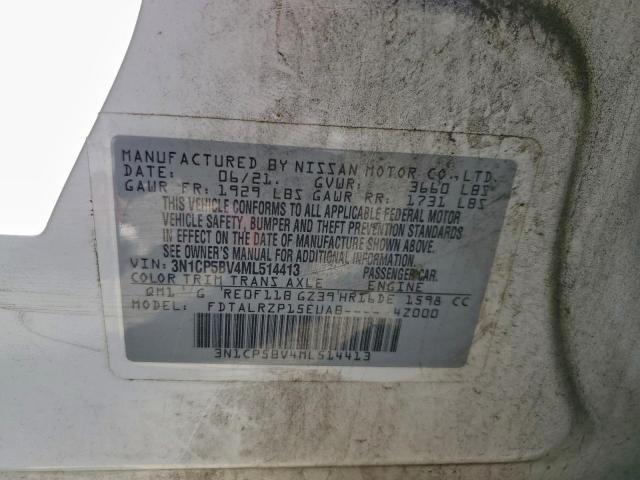 MANUFACTURED BY NISSAN MOTOR CO.,LTD.
DATE: 06/21. GVWR: 3660 LBS
GAWR FR: 1929 LBS GAWR RR: 1731 LBS
THIS VEHICLE CONFORMS TO ALL APPLICABLE FEDERAL MOTOR
VEHICLE SAFETY, BUMPER AND THEFT PREVENTION STANDARDS
IN EFFECT ON THE DATE OF MANUFACTURE SHOWN ABOVE.
SEE OWNER'S MANUAL FOR ADDITIONAL INFORMATION.
VIN: 3N1CP5BV4ML514413 PASSENGER CAR.
COLOR TRIM TRANS AXLE ENGINE
QM1 G RE0F11B GZ39 HR16DE 1598 CC
MODEL: FDTALRZP15EUAB---- 4Z000
3N1CP5BV4ML514413